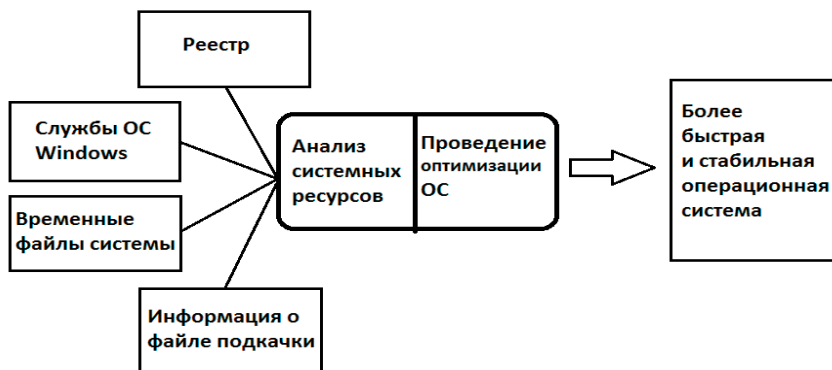 Реестр
Службы ОС
Windows
Временные
файлы системы
Информация о
файле подкачки
Анализ
системных
ресурсов
Проведение
оптимизации
ОС
Более
быстрая
и стабильная
операционная
система